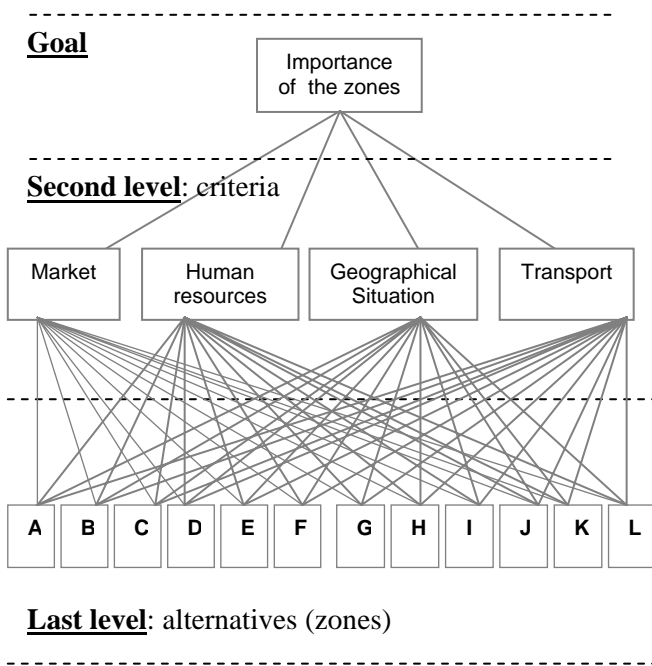 Goal
Importance
of the zones
Second level: criteria
Market
Human
resources
Geographical
Situation
Transport
A B C D E F G H I J K L
Last level: alternatives (zones)